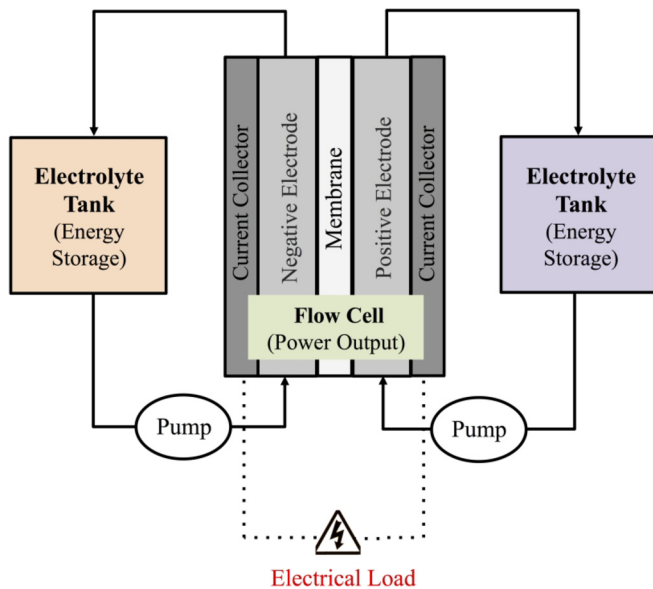 Electrolyte
Tank
(Energy
Storage)
Current Collector
Negative Electrode
Membrane
Positive Electrode
Current Collector
Electrolyte
Tank
(Energy
Storage)
Flow Cell
(Power Output)
Pump
Pump
Electrical Load